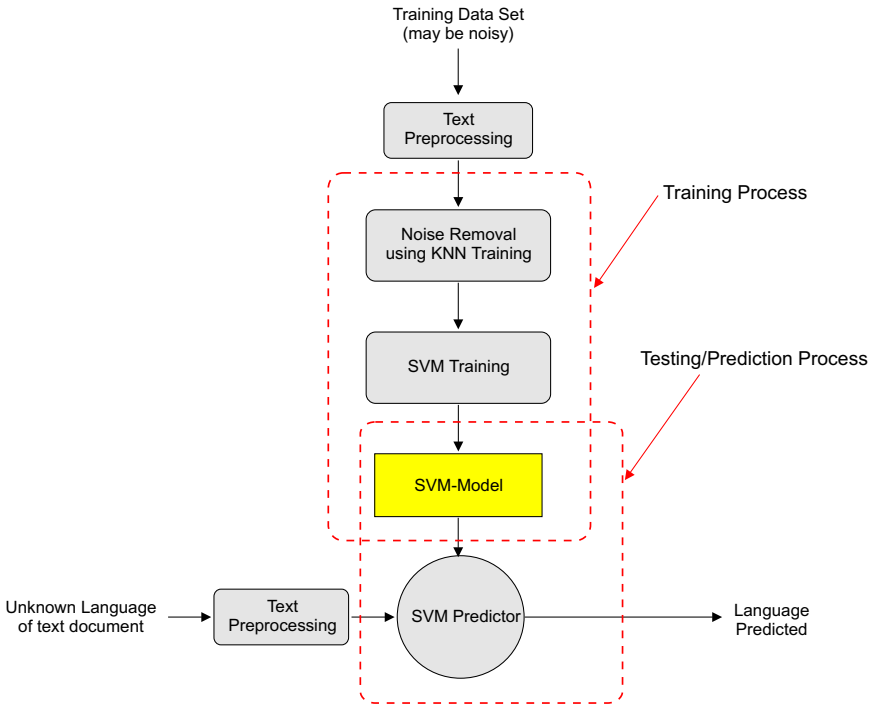 Training Data Set
(may be noisy)
Text
Preprocessing
Training Process
Noise Removal
using KNN Training
Testing/Prediction Process
SVM Training
SVM-Model
Unknown Language
of text document
Text
Preprocessing
SVM Predictor
Language
Predicted